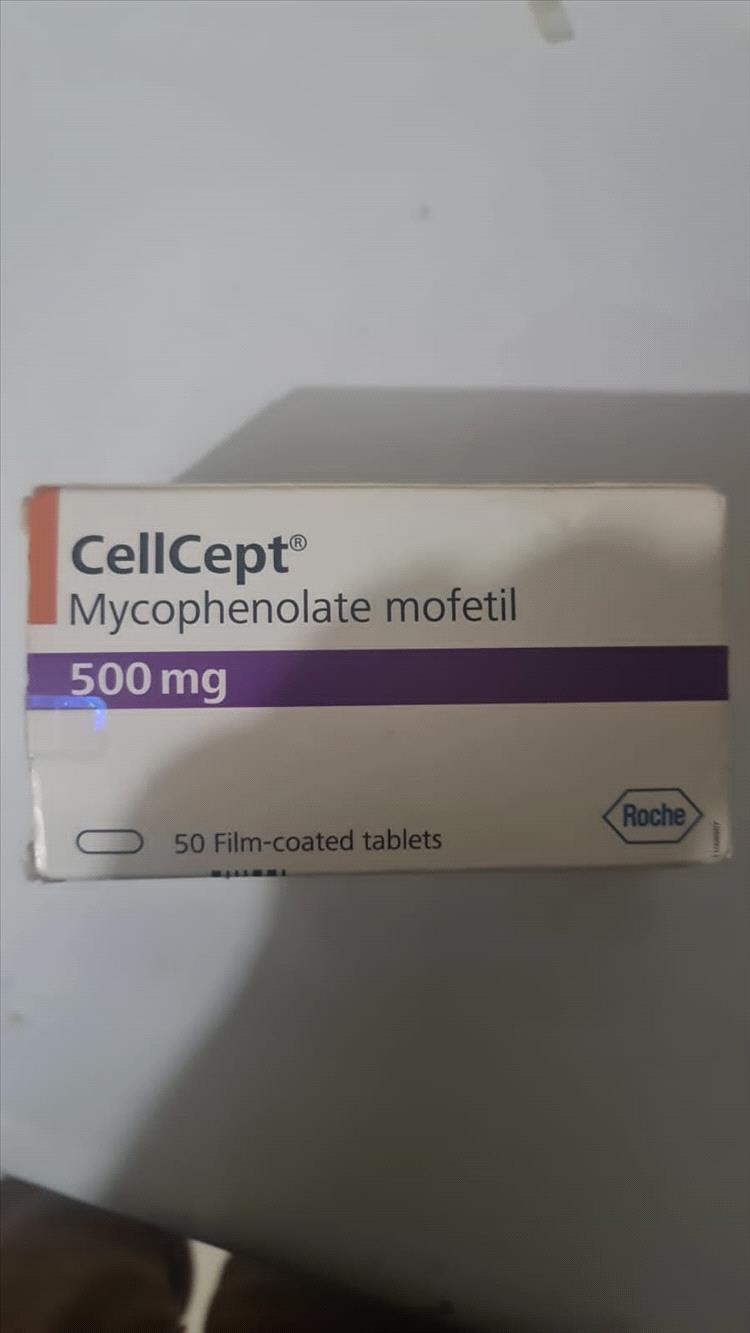 CellCept®
Mycophenolate mofetil
500 mg
50 Film-coated tablets
Roche